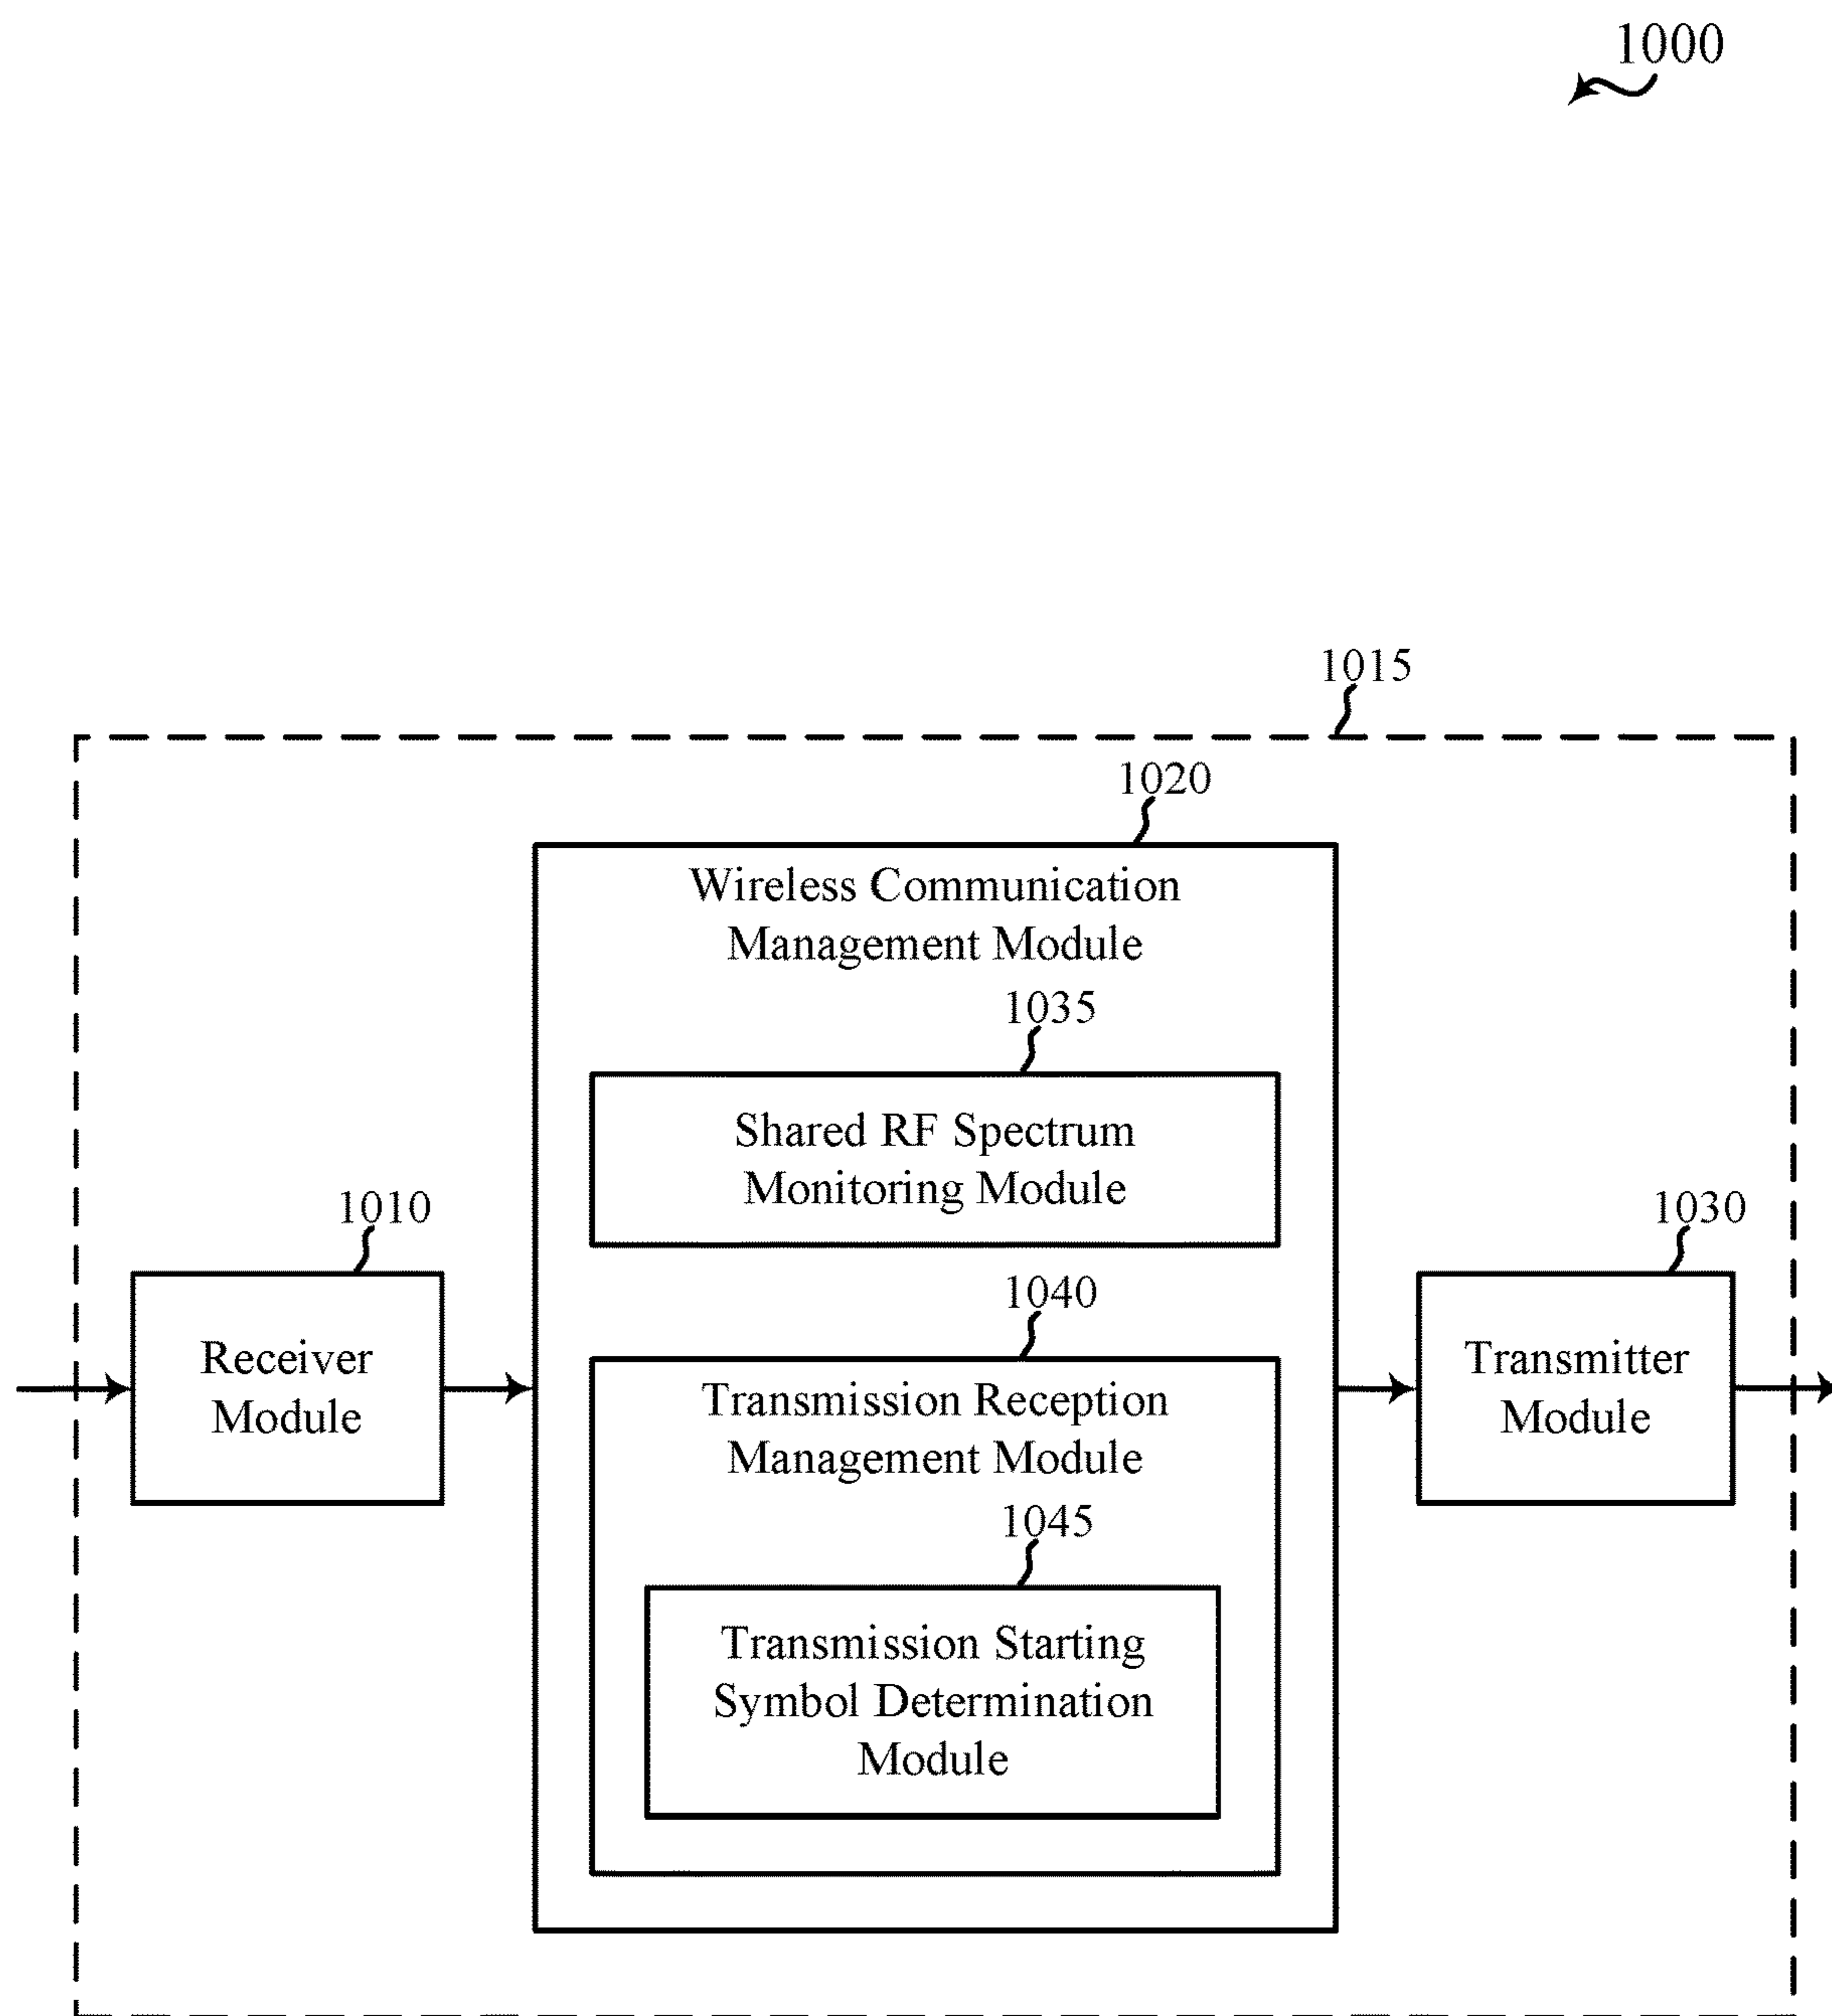 1000
1015
1020
Wireless Communication
Management Module
1035
Shared RF Spectrum
Monitoring Module
1010
Receiver
Module
1040
Transmission Reception
Management Module
1045
Transmission Starting
Symbol Determination
Module
1030
Transmitter
Module